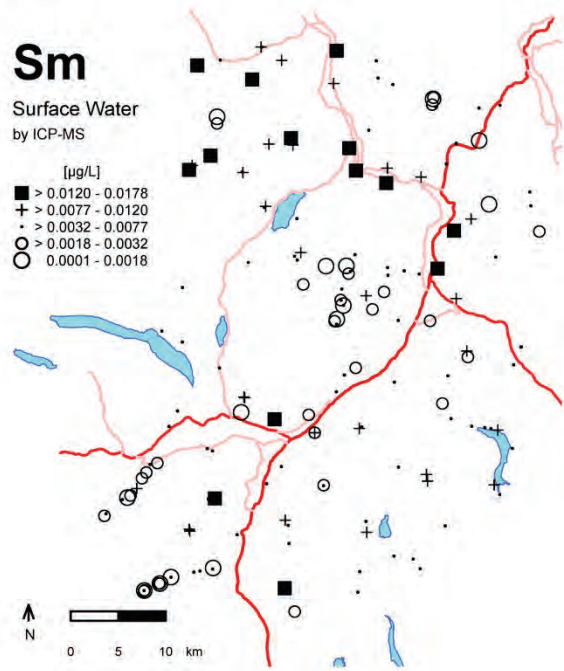 Sm
Surface Water
by ICP-MS
[µg/L]
> 0.0120 - 0.0178
> 0.0077 - 0.0120
> 0.0032 - 0.0077
> 0.0018 - 0.0032
0.0001 - 0.0018
N
0 5 10 km